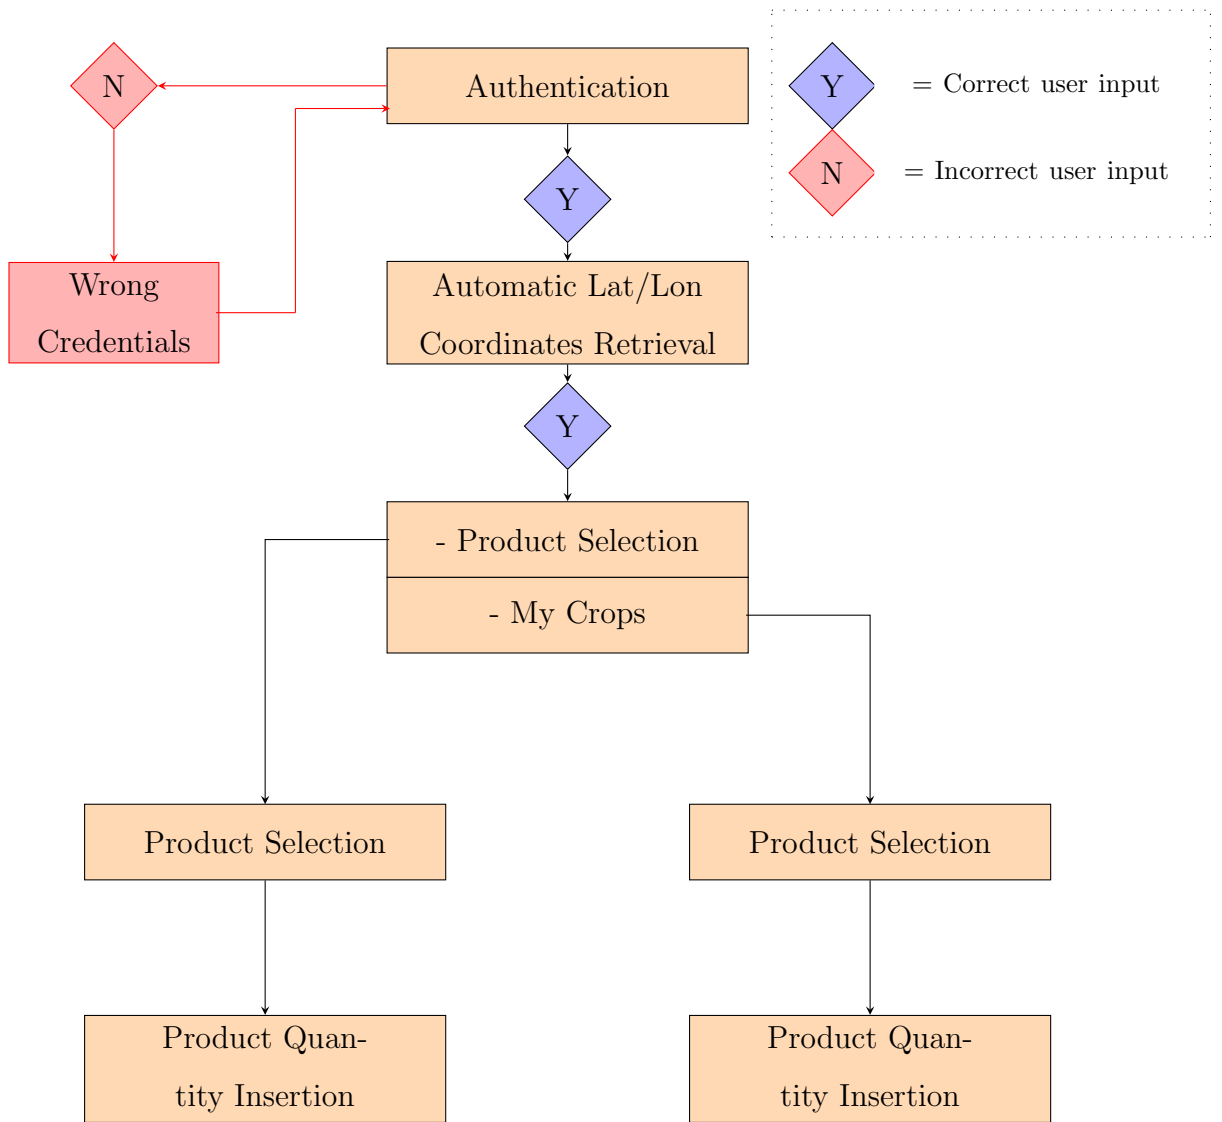 N
Authentication
Y
= Correct user input
N
= Incorrect user input
Y
Wrong
Credentials
Automatic Lat/Lon
Coordinates Retrieval
Y
- Product Selection
- My Crops
Product Selection
Product Selection
Product Quan-
tity Insertion
Product Quan-
tity Insertion